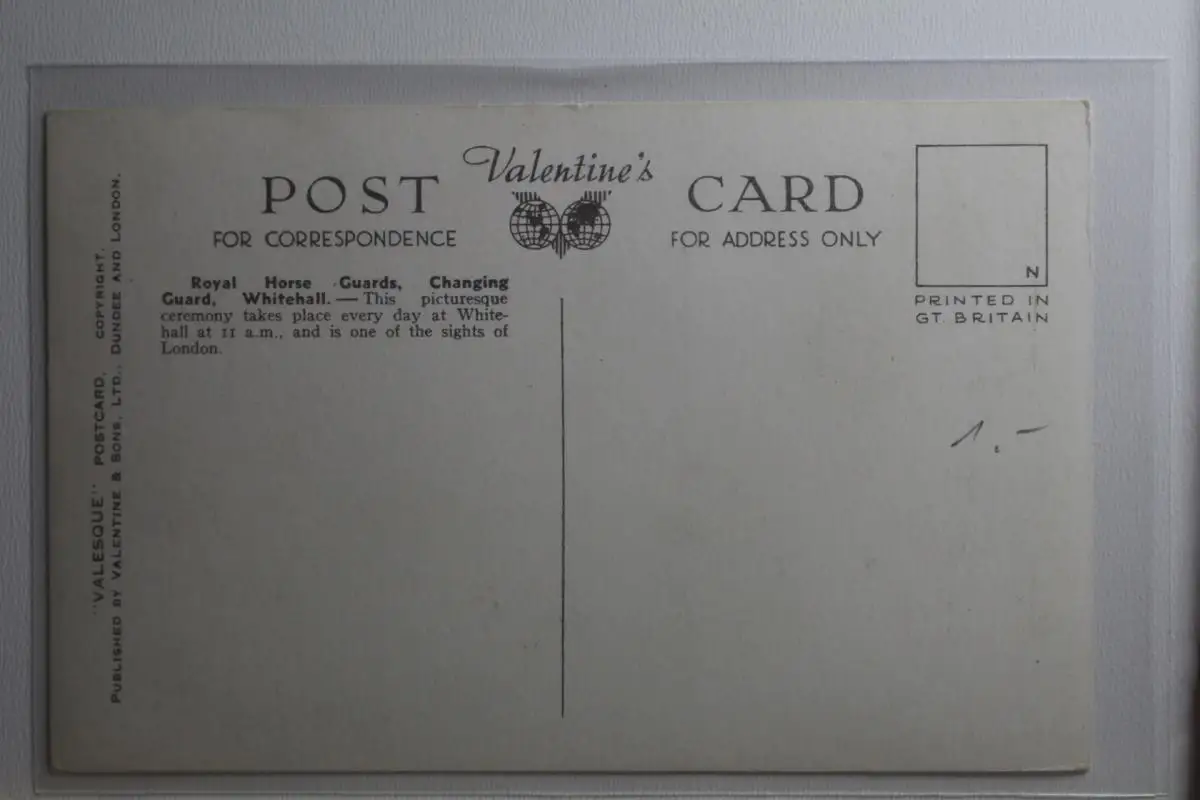 Valentine's
POST CARD
FOR CORRESPONDENCE
FOR ADDRESS ONLY
Royal Horse Guards, Changing
Guard, Whitehall. — This picturesque
ceremony takes place every day at White-
hall at 11 a.m., and is one of the sights of
London.
N
PRINTED IN
GT. BRITAIN
1.-
"VALESQUE" POSTCARD. COPYRIGHT.
PUBLISHED BY VALENTINE & SONS, LTD., DUNDEE AND LONDON.